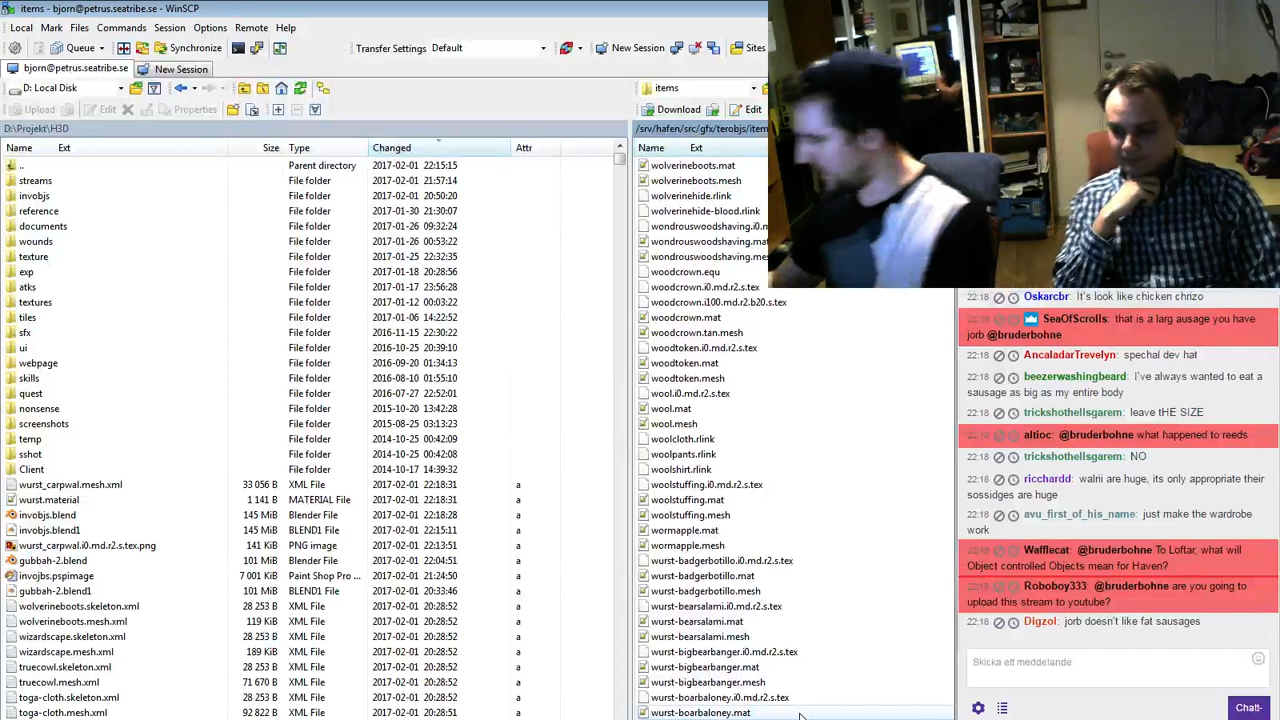 items - bjorn@petrus.seatribe.se - WinSCP
Local Mark Files Commands Session Options Remote Help
Queue Synchronize Transfer Settings Default New Session Sites
bjorn@petrus.seatribe.se New Session
D: Local Disk items
Upload Edit Properties Download Edit
D:\Projekt\H3D /srv/hafen/src/gfx/terobjs/item
Name Ext Size Type Changed Attr Name Ext
.. Parent directory 2017-02-01 22:15:15 wolverineboots.mat
streams File folder 2017-02-01 21:57:14 wolverineboots.mesh
invobjs File folder 2017-02-01 20:50:20 wolverinehide.rlink
reference File folder 2017-01-30 21:30:07 wolverinehide-blood.rlink
documents File folder 2017-01-26 09:32:24 wondrouswoodshaving.i0.m
wounds File folder 2017-01-26 00:53:22 wondrouswoodshaving.mat
texture File folder 2017-01-25 22:32:35 wondrouswoodshaving.mes
exp File folder 2017-01-18 20:28:56 woodcrown.equ
atks File folder 2017-01-17 23:56:28 woodcrown.i0.md.r2.s.tex
textures File folder 2017-01-12 00:03:22 woodcrown.i100.md.r2.b20.s.tex
tiles File folder 2017-01-06 14:22:52 woodcrown.mat
sfx File folder 2016-11-15 22:30:22 woodcrown.tan.mesh
ui File folder 2016-10-25 20:39:10 woodtoken.i0.md.r2.s.tex
webpage File folder 2016-09-20 01:34:13 woodtoken.mat
skills File folder 2016-08-10 01:55:10 woodtoken.mesh
quest File folder 2016-07-27 22:52:01 wool.i0.md.r2.s.tex
nonsense File folder 2015-10-20 13:42:28 wool.mat
screenshots File folder 2015-08-25 03:13:23 wool.mesh
temp File folder 2014-10-25 00:42:09 woolcloth.rlink
sshot File folder 2014-10-25 00:42:08 woolpants.rlink
Client File folder 2014-10-17 14:39:32 woolshirt.rlink
wurst_carpwal.mesh.xml 33 056 B XML File 2017-02-01 22:18:31 a woolstuffing.i0.md.r2.s.tex
wurst.material 1 141 B MATERIAL File 2017-02-01 22:18:31 a woolstuffing.mat
invobjs.blend 145 MiB Blender File 2017-02-01 22:18:28 a woolstuffing.mesh
invobjs.blend1 145 MiB BLEND1 File 2017-02-01 22:15:11 a wormapple.mat
wurst_carpwal.i0.md.r2.s.tex.png 141 KiB PNG image 2017-02-01 22:13:51 a wormapple.mesh
gubbah-2.blend 101 MiB Blender File 2017-02-01 22:04:51 a wurst-badgerbotillo.i0.md.r2.s.tex
invojbs.pspimage 7 001 KiB Paint Shop Pro ... 2017-02-01 21:24:50 a wurst-badgerbotillo.mat
gubbah-2.blend1 101 MiB BLEND1 File 2017-02-01 20:33:46 a wurst-badgerbotillo.mesh
wolverineboots.skeleton.xml 28 253 B XML File 2017-02-01 20:28:52 a wurst-bearsalami.i0.md.r2.s.tex
wolverineboots.mesh.xml 119 KiB XML File 2017-02-01 20:28:52 a wurst-bearsalami.mat
wizardscape.skeleton.xml 28 253 B XML File 2017-02-01 20:28:52 a wurst-bearsalami.mesh
wizardscape.mesh.xml 189 KiB XML File 2017-02-01 20:28:52 a wurst-bigbearbanger.i0.md.r2.s.tex
truecowl.skeleton.xml 28 253 B XML File 2017-02-01 20:28:52 a wurst-bigbearbanger.mat
truecowl.mesh.xml 71 670 B XML File 2017-02-01 20:28:52 a wurst-bigbearbanger.mesh
toga-cloth.skeleton.xml 28 253 B XML File 2017-02-01 20:28:51 a wurst-boarbaloney.i0.md.r2.s.tex
toga-cloth.mesh.xml 92 822 B XML File 2017-02-01 20:28:51 a wurst-boarbaloney.mat
22:18 Oskarcbr: It's look like chicken chrizo
22:18 SeaOfScrolls: that is a larg ausage you have
jorb @bruderbohne
22:18 AncaladarTrevelyn: spechal dev hat
22:18 beezerwashingbeard: I've always wanted to eat a
sausage as big as my entire body
22:18 trickshothellsgarem: leave tHE SIZE
22:18 altioc: @bruderbohne what happened to reeds
22:18 trickshothellsgarem: NO
22:18 ricchardd: walrii are huge, its only appropriate their
sossidges are huge
22:18 avu_first_of_his_name: just make the wardrobe
work
22:18 Wafflecat: @bruderbohne To Loftar, what will
Object controlled Objects mean for Haven?
22:18 Roboboy333: @bruderbohne are you going to
upload this stream to youtube?
22:18 Digzol: jorb doesn't like fat sausages
Skicka ett meddelande
Chatt-